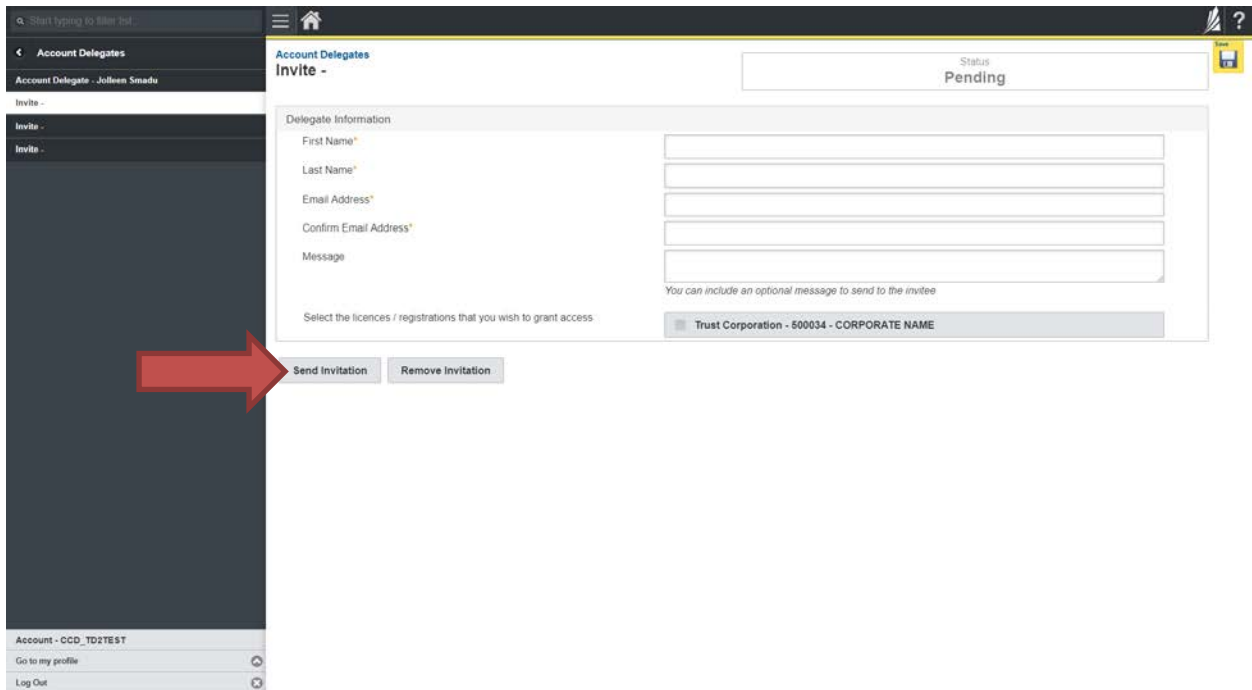 Start typing to filter list...
Account Delegates
Account Delegate - Jolleen Smadu
Invite -
Invite -
Invite -
Account - CCD_TD2TEST
Go to my profile
Log Out
?
Save
Account Delegates
Invite -
Status
Pending
Delegate Information
First Name*
Last Name*
Email Address*
Confirm Email Address*
Message
You can include an optional message to send to the invitee
Select the licences / registrations that you wish to grant access
Trust Corporation - 500034 - CORPORATE NAME
Send Invitation
Remove Invitation